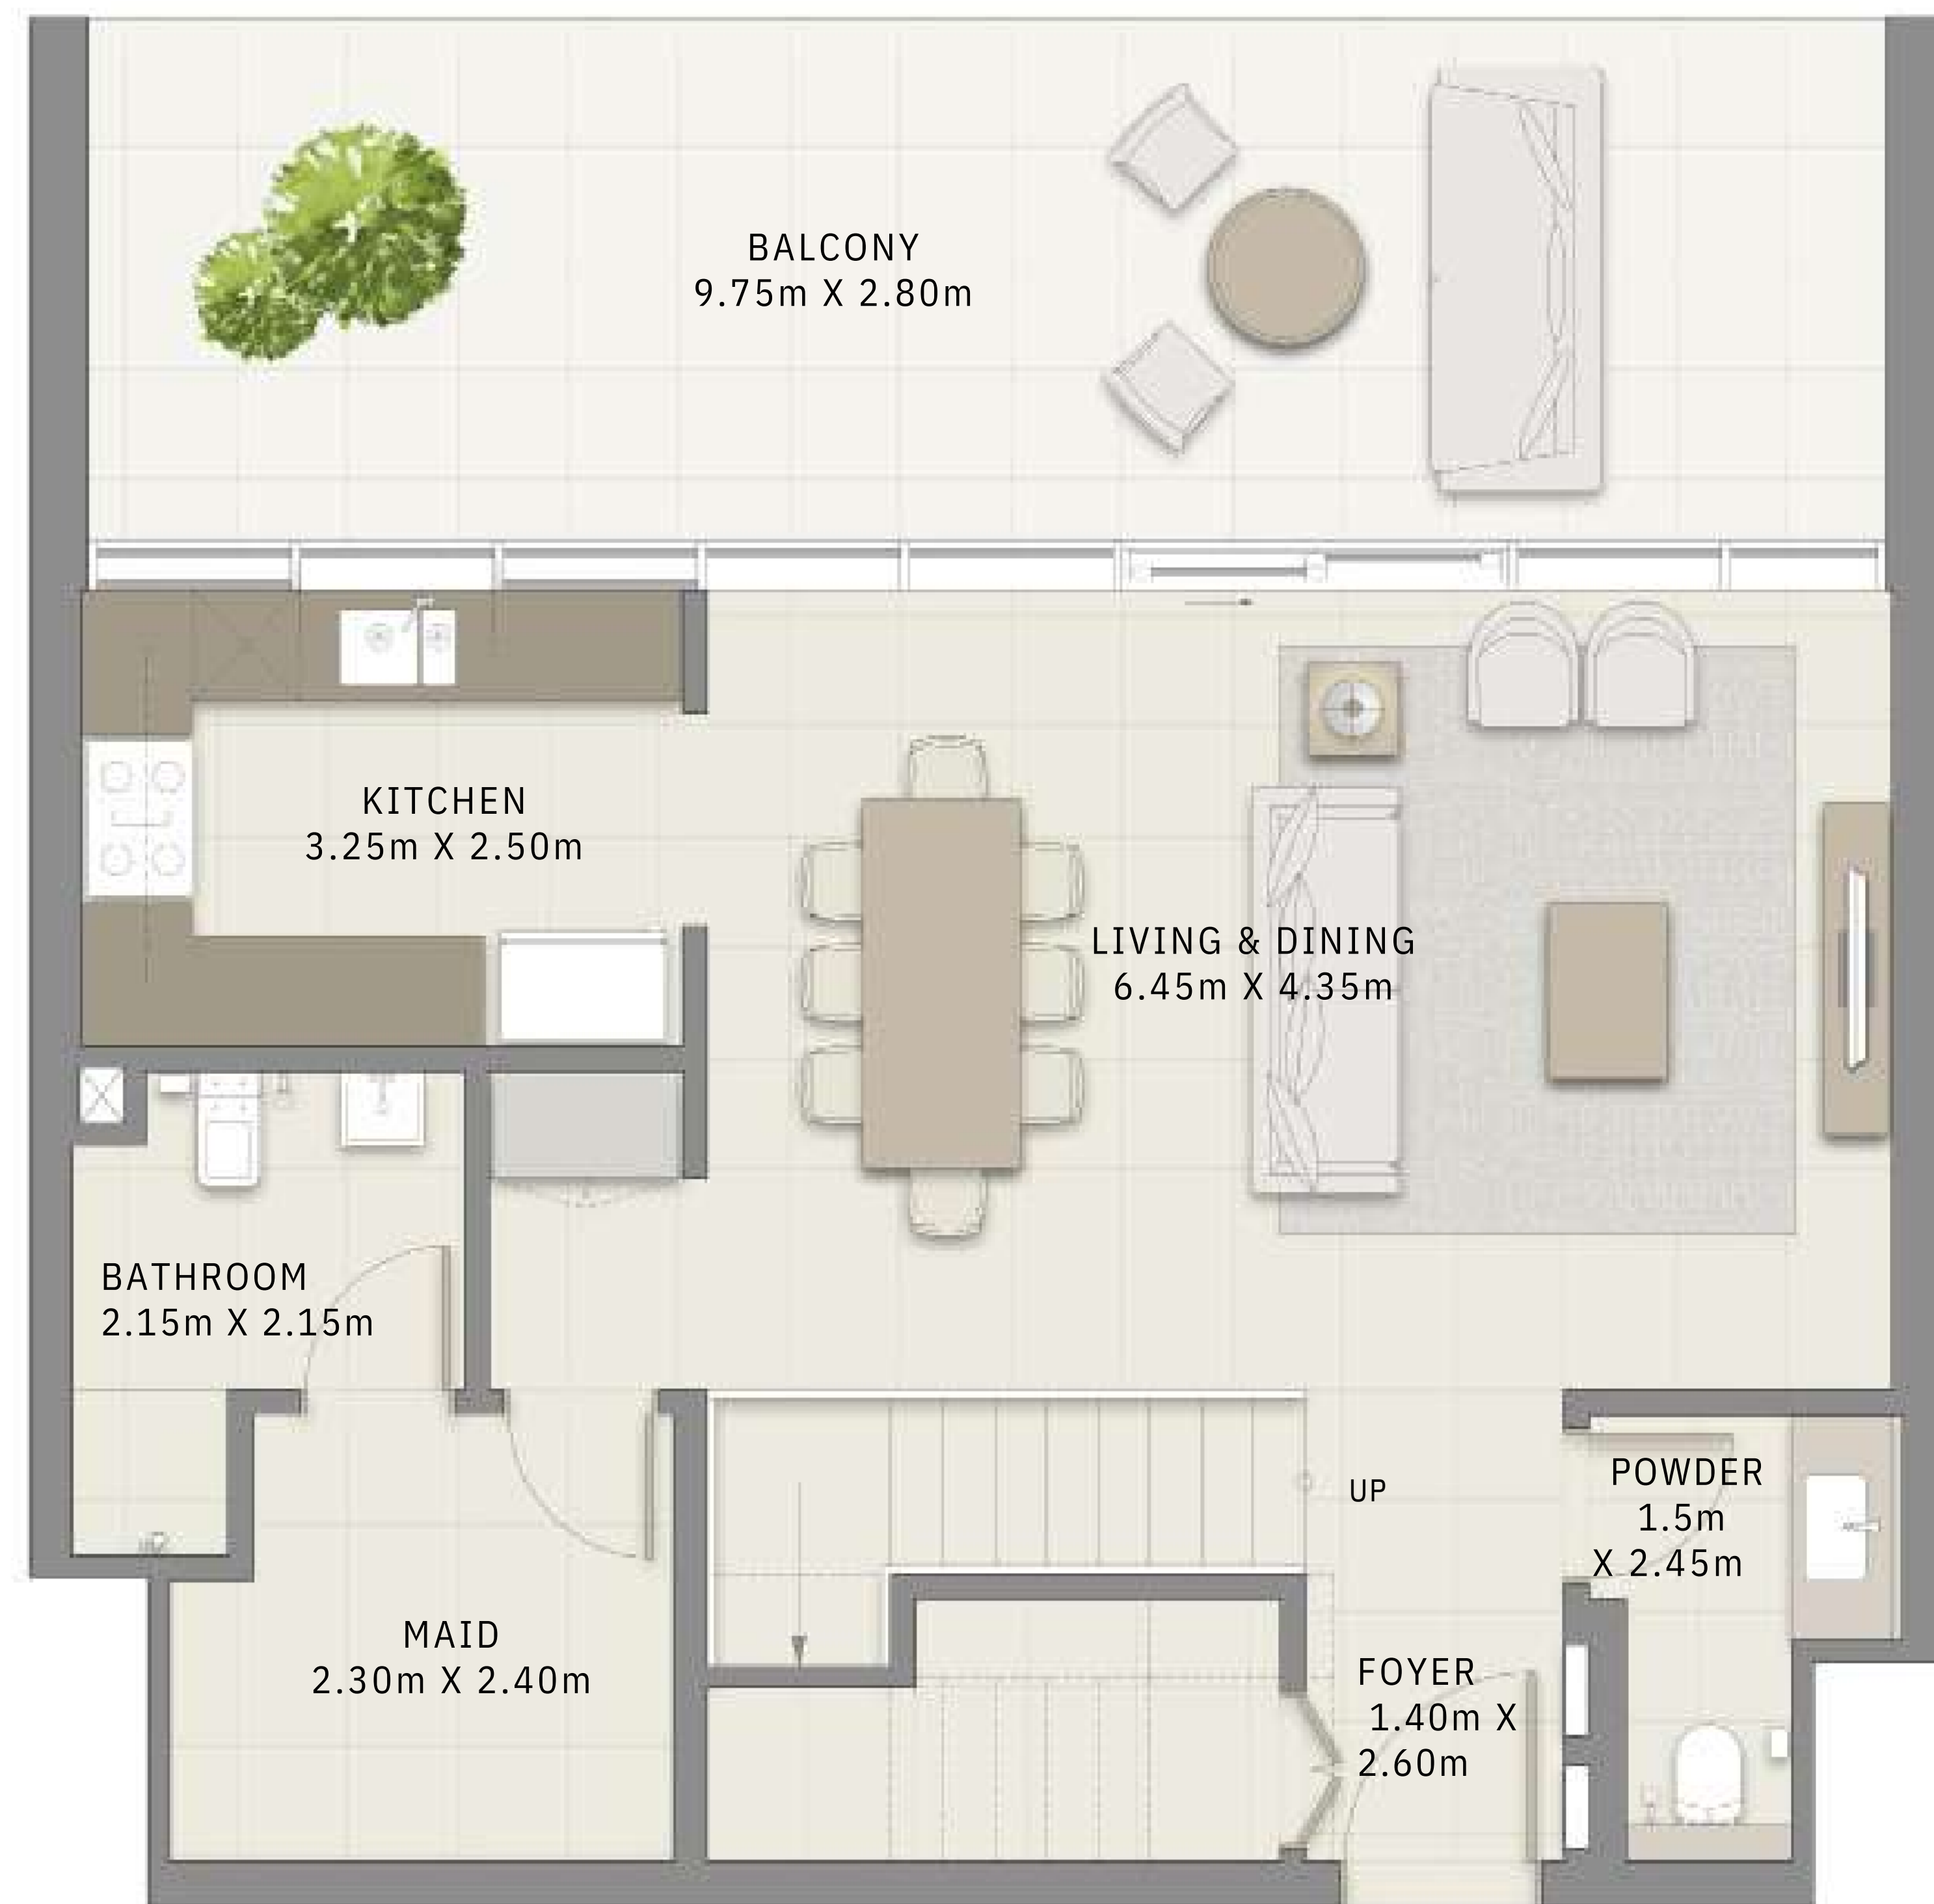 BALCONY
9.75m X 2.80m
KITCHEN
3.25m X 2.50m
LIVING & DINING
6.45m X 4.35m
BATHROOM
2.15m X 2.15m
UP
POWDER
1.5m
X 2.45m
MAID
2.30m X 2.40m
FOYER
1.40m X
2.60m